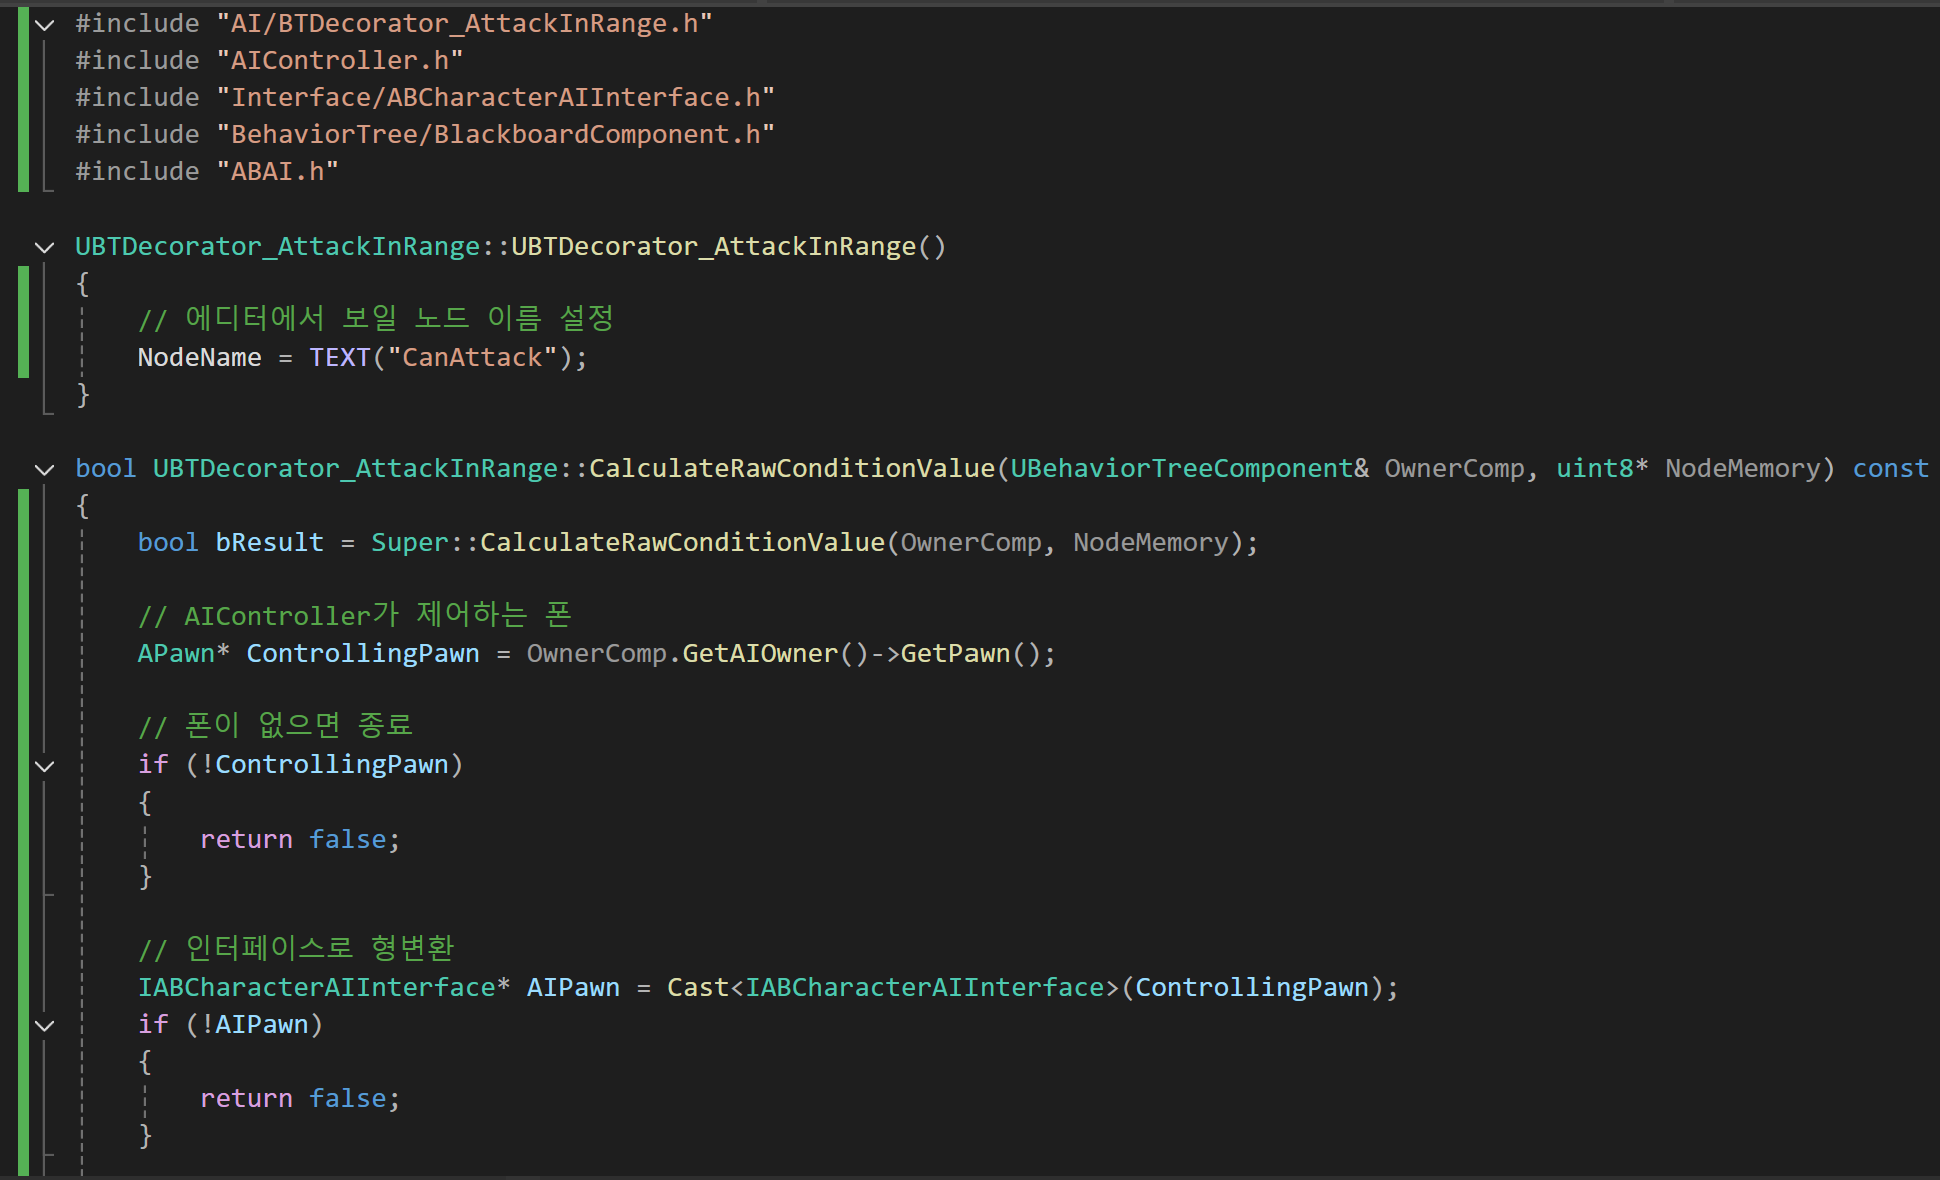 #include "AI/BTDecorator_AttackInRange.h"
#include "AIController.h"
#include "Interface/ABCharacterAIInterface.h"
#include "BehaviorTree/BlackboardComponent.h"
#include "ABAI.h"
UBTDecorator_AttackInRange::UBTDecorator_AttackInRange()
{
// 에디터에서 보일 노드 이름 설정
NodeName = TEXT("CanAttack");
}
bool UBTDecorator_AttackInRange::CalculateRawConditionValue(UBehaviorTreeComponent& OwnerComp, uint8* NodeMemory) const
{
bool bResult = Super::CalculateRawConditionValue(OwnerComp, NodeMemory);
// AIController가 제어하는 폰
APawn* ControllingPawn = OwnerComp.GetAIOwner()->GetPawn();
// 폰이 없으면 종료
if (!ControllingPawn)
{
return false;
}
// 인터페이스로 형변환
IABCharacterAIInterface* AIPawn = Cast<IABCharacterAIInterface>(ControllingPawn);
if (!AIPawn)
{
return false;
}